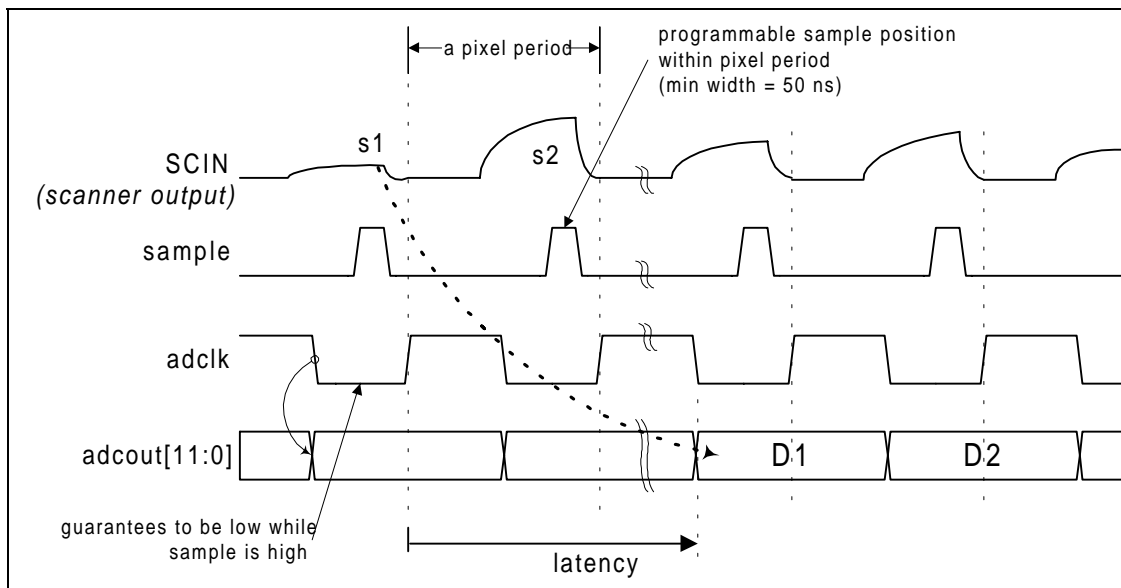 a pixel period
programmable sample position
within pixel period
(min width = 50 ns)
s1
s2
SCIN
(scanner output)
sample
adclk
adcout[11:0]
D1
D2
guarantees to be low while
sample is high
latency